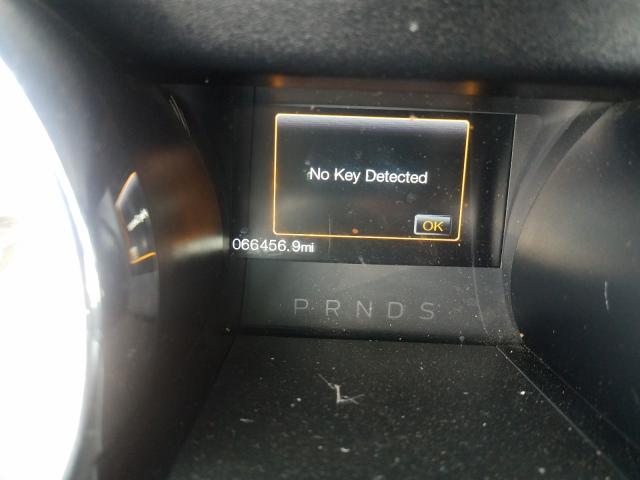 No Key Detected
OK
066456.9mi
P R N D S